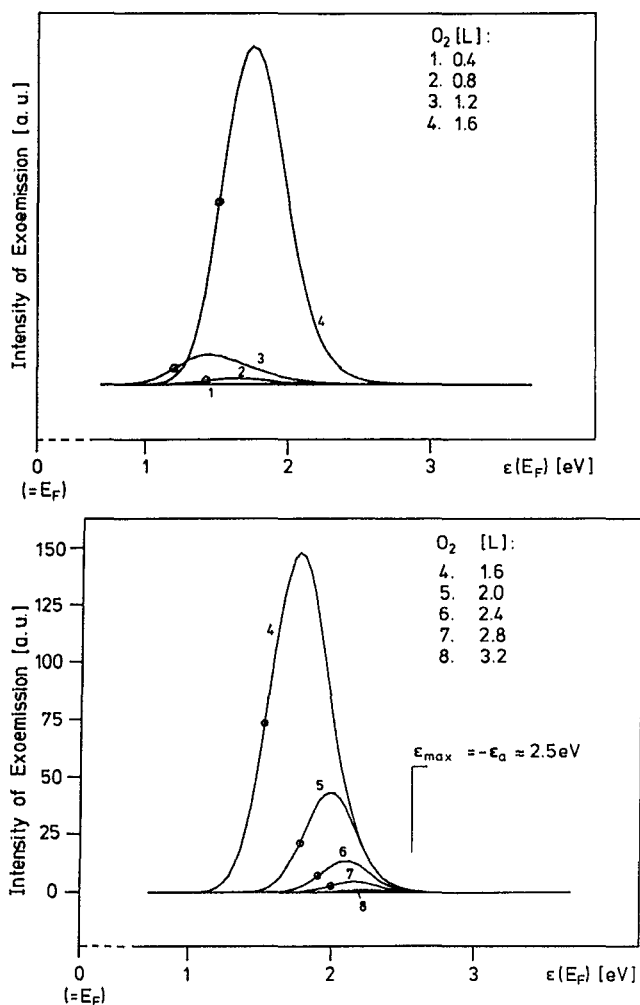 Intensity of Exoemission [a.u.]
O₂ [L]:
1. 0.4
2. 0.8
3. 1.2
4. 1.6
4
3
2
1
0 1 2 3 ε(E_F) [eV]
(=E_F)
Intensity of Exoemission [a.u.]
150
125
100
75
50
25
0
O₂ [L]:
4. 1.6
5. 2.0
6. 2.4
7. 2.8
8. 3.2
ε_max = -ε_a ≈ 2.5 eV
4
5
6
7
8
0 1 2 3 ε(E_F) [eV]
(=E_F)